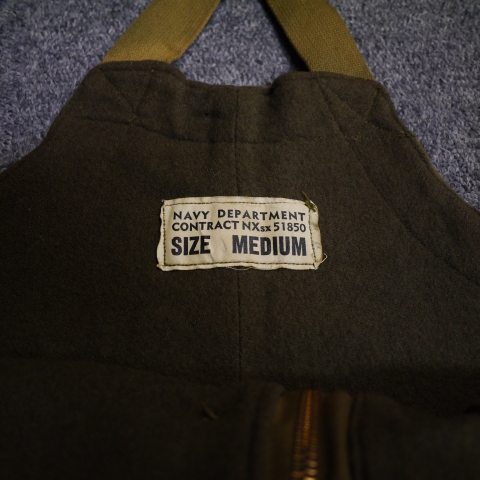 NAVY DEPARTMENT
CONTRACT NXsx 51850
SIZE MEDIUM